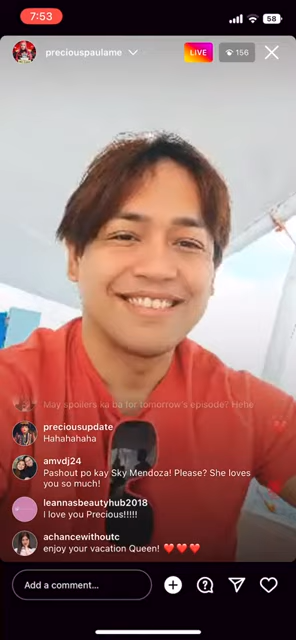 7:53
58
preciouspaulame
LIVE
156
May spoilers ka ba for tomorrow's episode? Hehe
preciousupdate
Hahahahaha
amvdj24
Pashout po kay Sky Mendoza! Please? She loves
you so much!
leannasbeautyhub2018
I love you Precious!!!!!
achancewithoutc
enjoy your vacation Queen! ❤️❤️❤️
Add a comment...